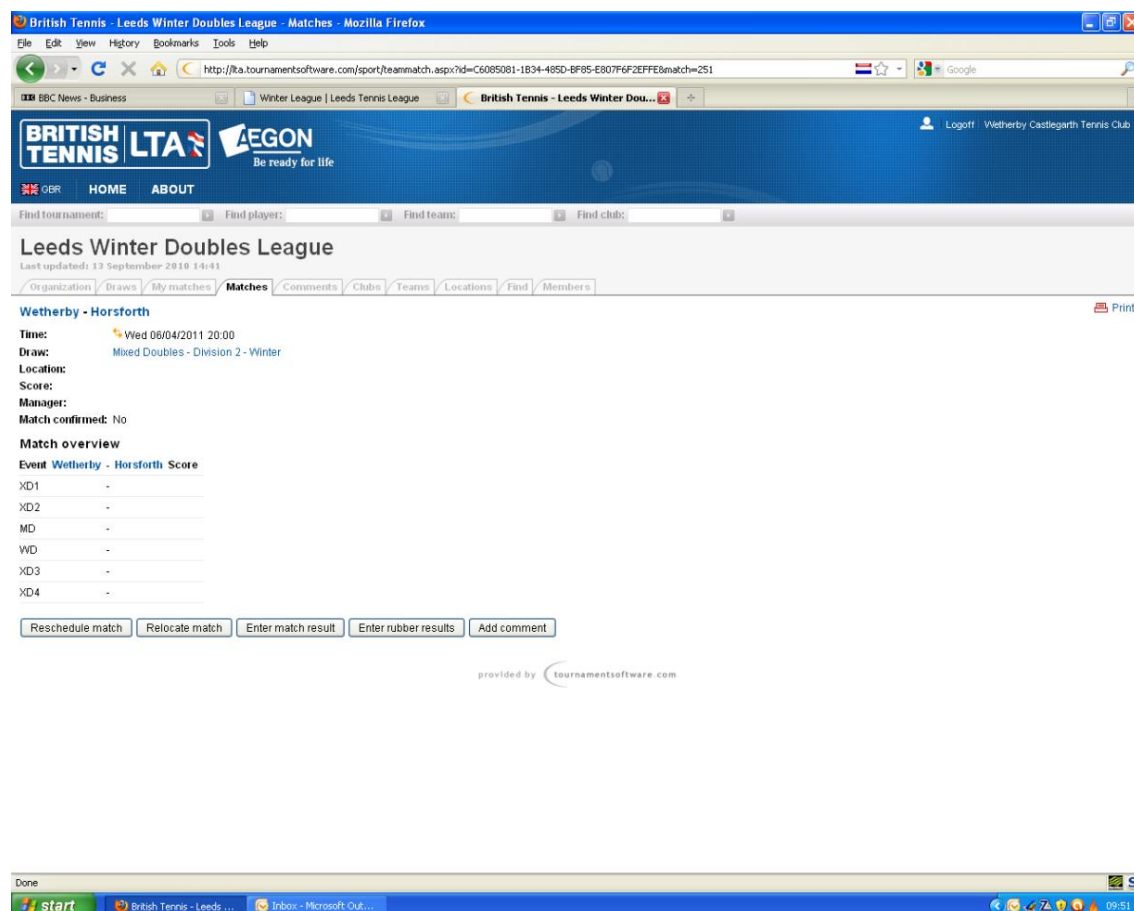 British Tennis - Leeds Winter Doubles League - Matches - Mozilla Firefox
File Edit View History Bookmarks Tools Help
http://lta.tournamentsoftware.com/sport/teammatch.aspx?id=C6085081-1B34-485D-BF85-E807F6F2EFFE&match=251
Google
BBC News - Business
Winter League | Leeds Tennis League
British Tennis - Leeds Winter Dou...
BRITISH TENNIS LTA AEGON
Be ready for life
Logoff Wetherby Castlegarth Tennis Club
GBR HOME ABOUT
Find tournament: Find player: Find team: Find club:
Leeds Winter Doubles League
Last updated: 13 September 2010 14:41
Organization Draws My matches Matches Comments Clubs Teams Locations Find Members
Wetherby - Horsforth
Print
Time: Wed 06/04/2011 20:00
Draw: Mixed Doubles - Division 2 - Winter
Location:
Score:
Manager:
Match confirmed: No
Match overview
Event Wetherby - Horsforth Score
XD1 -
XD2 -
MD -
WD -
XD3 -
XD4 -
Reschedule match Relocate match Enter match result Enter rubber results Add comment
provided by tournamentsoftware.com
Done
start British Tennis - Leeds ... Inbox - Microsoft Out... 09:51